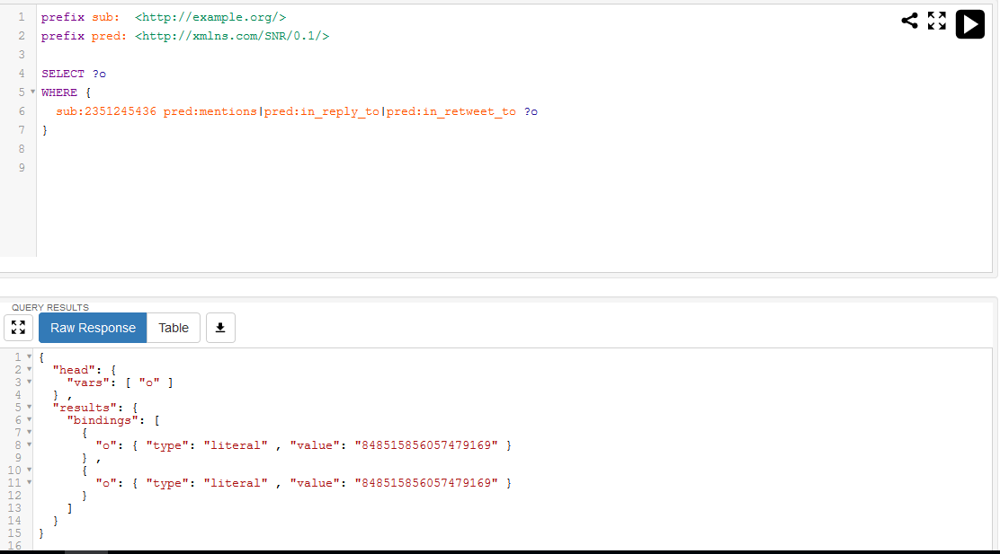 1 prefix sub:  <http://example.org/>
2 prefix pred: <http://xmlns.com/SNR/0.1/>
3
4 SELECT ?o
5 WHERE {
6   sub:2351245436 pred:mentions|pred:in_reply_to|pred:in_retweet_to ?o
7 }
8
9
QUERY RESULTS
Raw Response Table
1 {
2   "head": {
3     "vars": [ "o" ]
4   } ,
5   "results": {
6     "bindings": [
7       {
8         "o": { "type": "literal" , "value": "848515856057479169" }
9       } ,
10       {
11         "o": { "type": "literal" , "value": "848515856057479169" }
12       }
13     ]
14   }
15 }
16